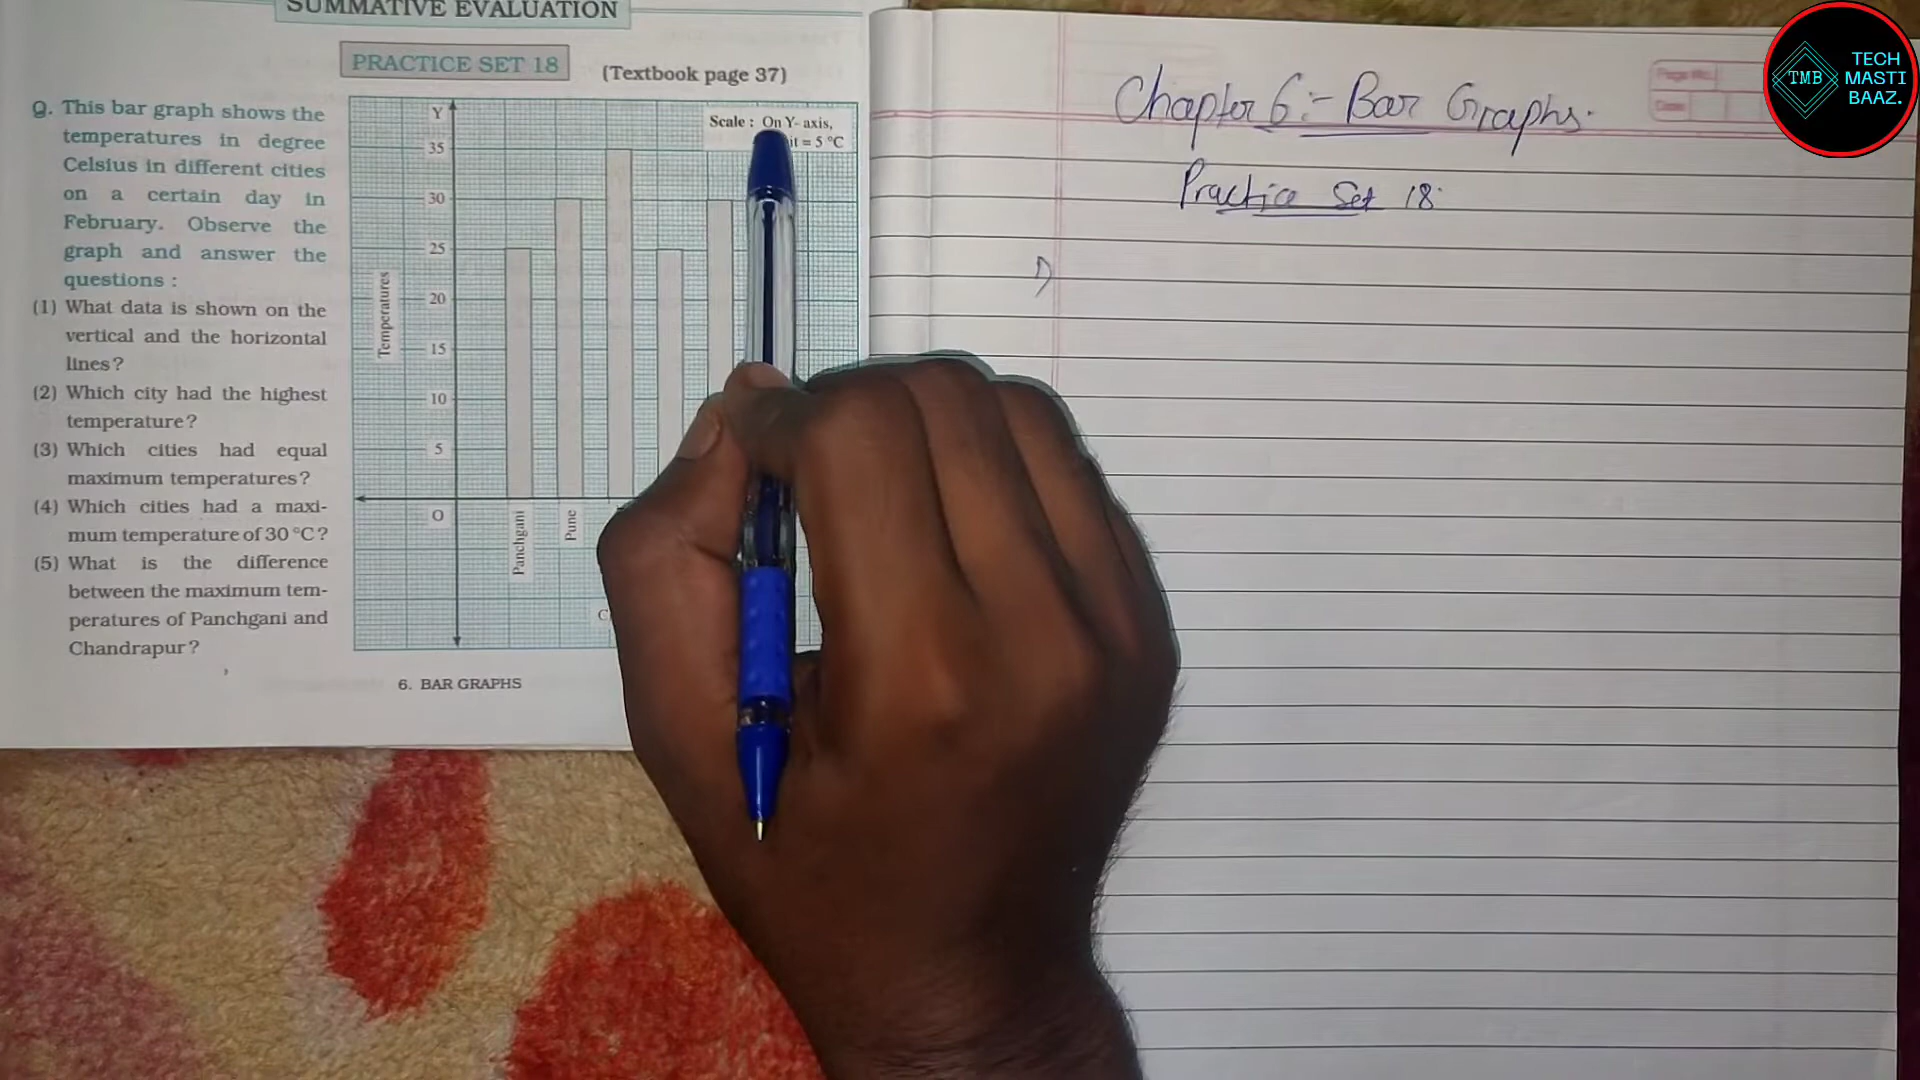 SUMMATIVE EVALUATION
PRACTICE SET 18
(Textbook page 37)
Q. This bar graph shows the
temperatures in degree
Celsius in different cities
on a certain day in
February. Observe the
graph and answer the
questions :
(1) What data is shown on the
vertical and the horizontal
lines?
(2) Which city had the highest
temperature?
(3) Which cities had equal
maximum temperatures?
(4) Which cities had a maxi-
mum temperature of 30 °C?
(5) What is the difference
between the maximum tem-
peratures of Panchgani and
Chandrapur?
Y
Scale : On Y- axis,
= 5 °C
35
30
25
20
15
10
5
O
Temperatures
Panchgani
Pune
6. BAR GRAPHS
Chapter 6:- Bar Graphs.
Practice Set 18
1)
TMB
TECH
MASTI
BAAZ.